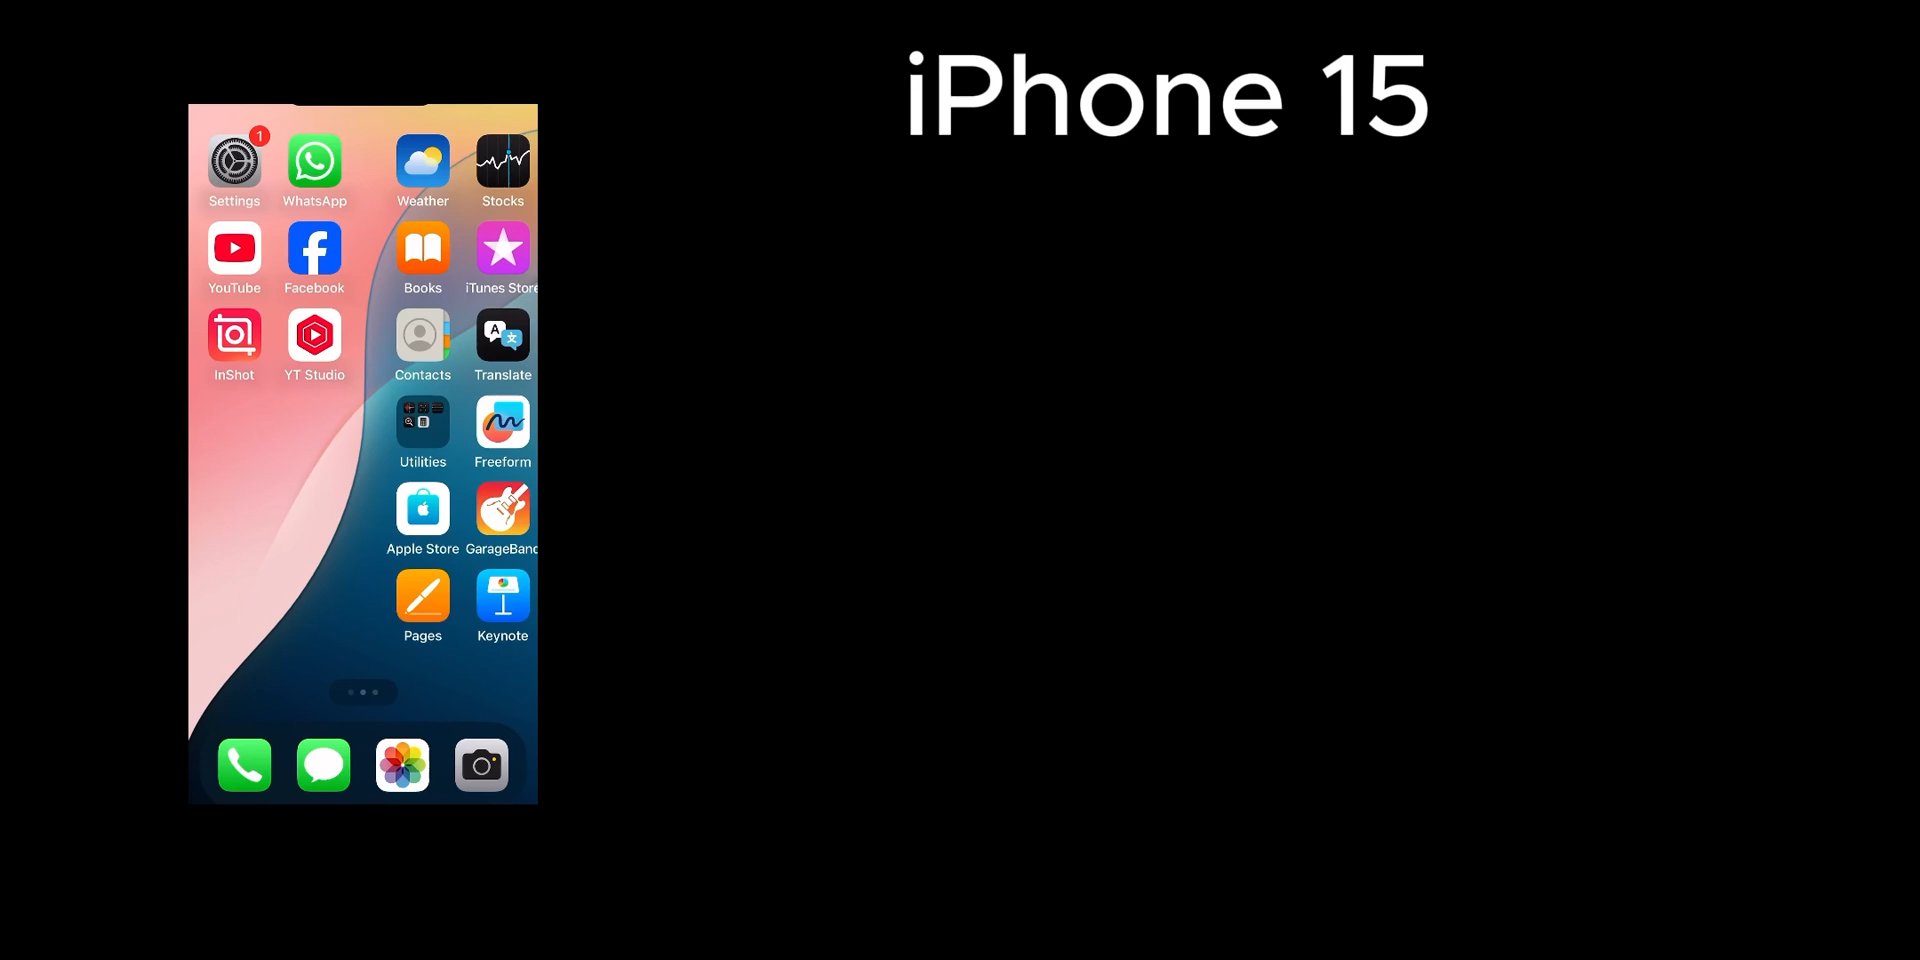 iPhone 15
1
Settings WhatsApp Weather Stocks
YouTube Facebook Books iTunes Store
A 文
InShot YT Studio Contacts Translate
Utilities Freeform
Apple Store GarageBand
Pages Keynote